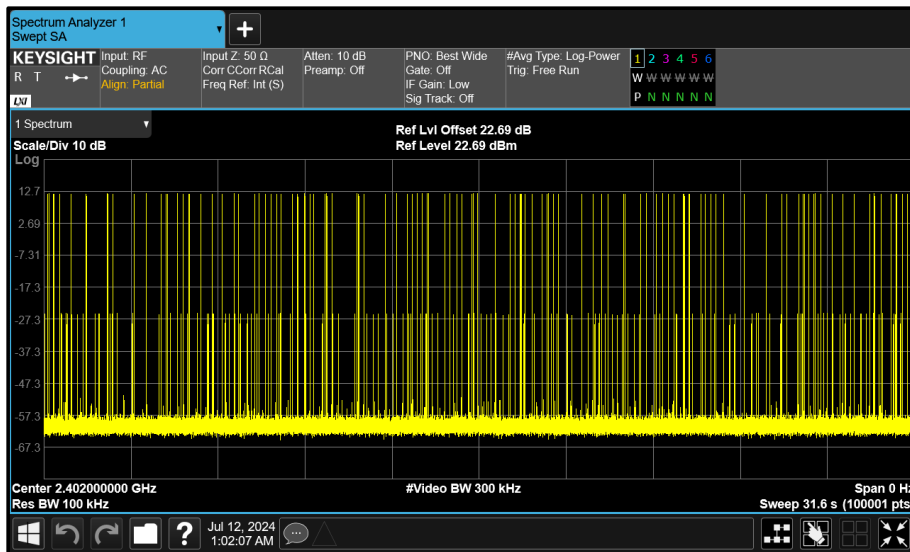 Spectrum Analyzer 1
Swept SA
KEYSIGHT
R T
LXI
Input: RF
Coupling: AC
Align: Partial
Input Z: 50 Ω
Corr CCorr RCal
Freq Ref: Int (S)
Atten: 10 dB
Preamp: Off
PNO: Best Wide
Gate: Off
IF Gain: Low
Sig Track: Off
#Avg Type: Log-Power
Trig: Free Run
1 2 3 4 5 6
W W W W W W
P N N N N N
1 Spectrum
Scale/Div 10 dB
Ref Lvl Offset 22.69 dB
Ref Level 22.69 dBm
Log
12.7
2.69
-7.31
-17.3
-27.3
-37.3
-47.3
-57.3
-67.3
Center 2.402000000 GHz
Res BW 100 kHz
#Video BW 300 kHz
Span 0 Hz
Sweep 31.6 s (100001 pts
Jul 12, 2024
1:02:07 AM